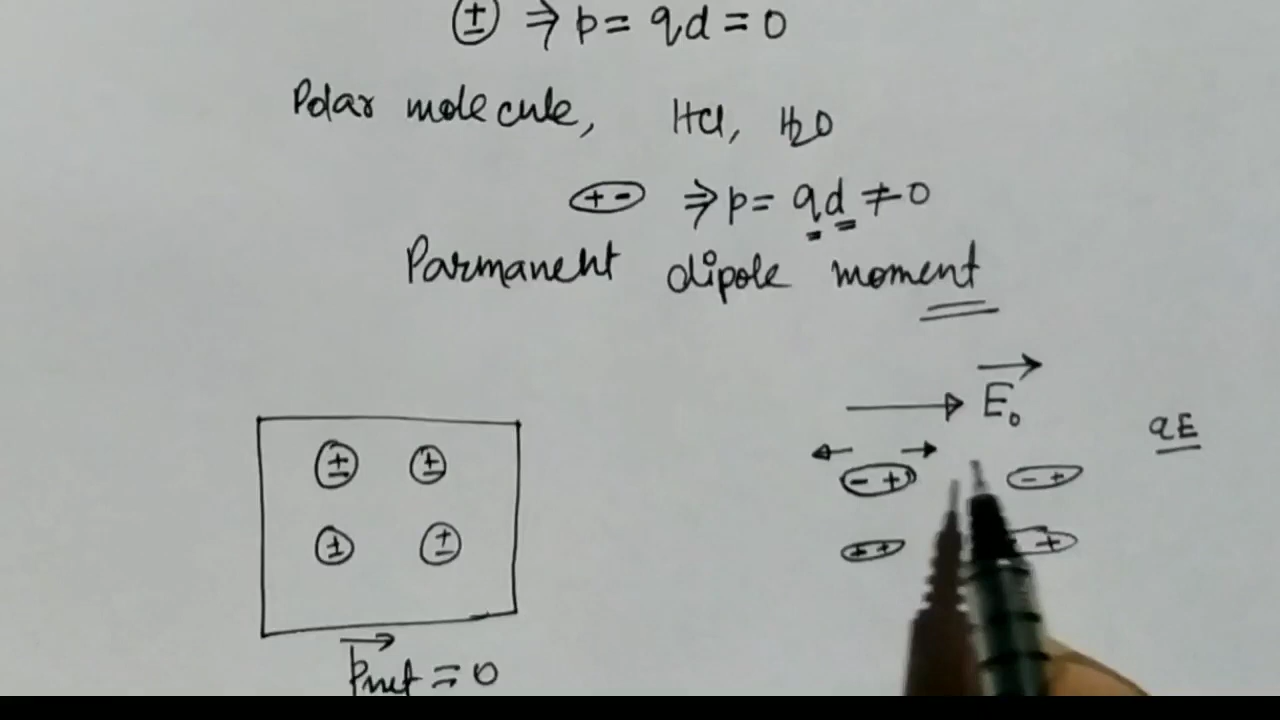 ± ⇒ p = qd = 0
Polar molecule, HCl, H2O
+ - ⇒ p = qd ≠ 0
Parmanent dipole moment
E₀
qE
± ±
- + - +
± ±
+ + +
Pnet = 0